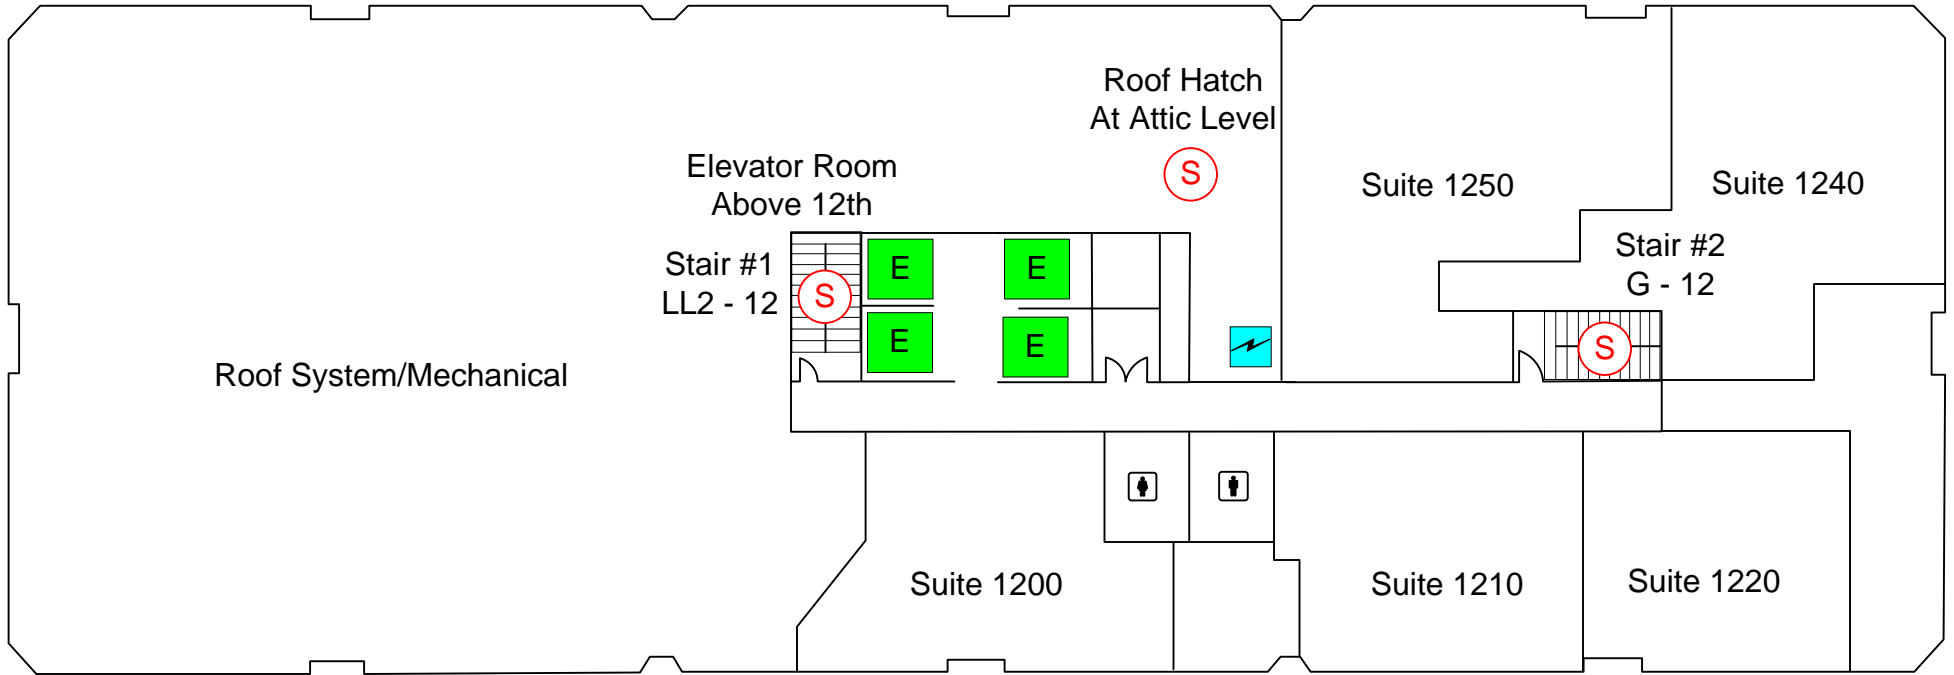 Roof Hatch
At Attic Level
S
Elevator Room
Above 12th
Suite 1250
Suite 1240
Stair #1
LL2 - 12
S
E
E
E
E
Stair #2
G - 12
S
Roof System/Mechanical
Suite 1200
Suite 1210
Suite 1220